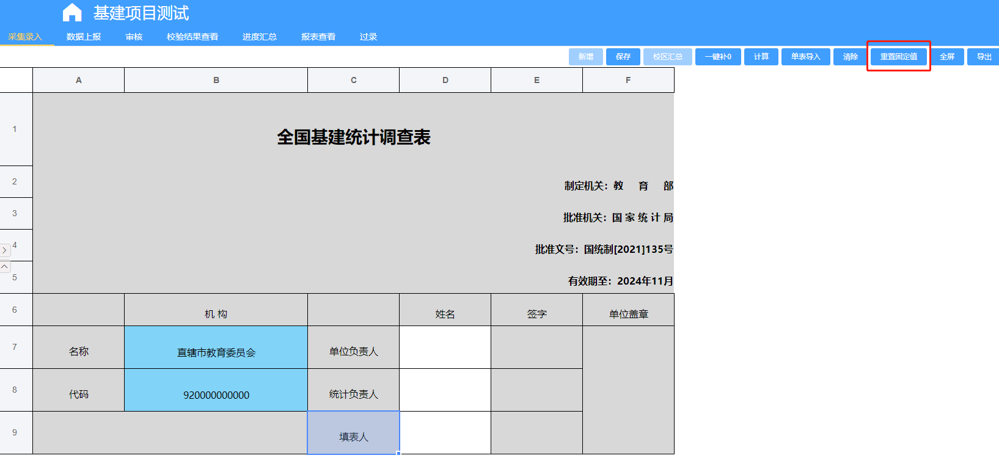 基建项目测试
采集录入 数据上报 审核 校验结果查看 进度汇总 报表查看 过录
新增 保存 校区汇总 一键补0 计算 单表导入 清除 重置固定值 全屏 导出
A B C D E F
1 全国基建统计调查表
2 制定机关：教 育 部
3 批准机关：国 家 统 计 局
4 批准文号：国统制[2021]135号
5 有效期至：2024年11月
6 机 构 姓名 签字 单位盖章
7 名称 直辖市教育委员会 单位负责人
8 代码 920000000000 统计负责人
9 填表人